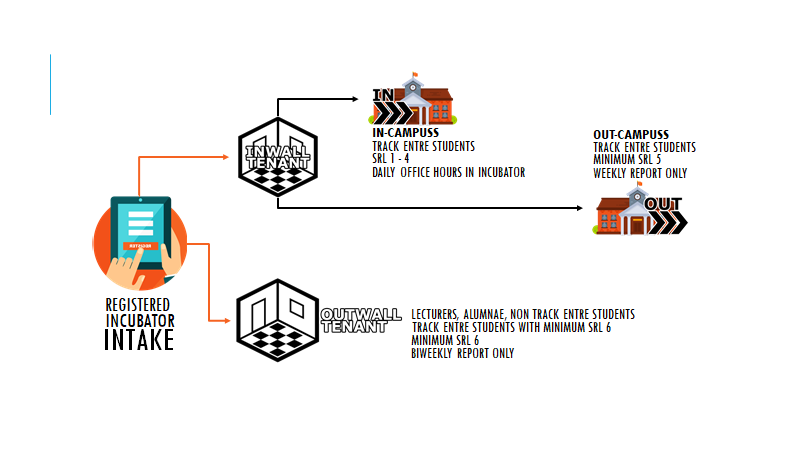 IN
IN-CAMPUSS
TRACK ENTRE STUDENTS
SRL 1 - 4
DAILY OFFICE HOURS IN INCUBATOR
OUT-CAMPUSS
TRACK ENTRE STUDENTS
MINIMUM SRL 5
WEEKLY REPORT ONLY
OUT
INWALL
TENANT
REGISTERED
INCUBATOR
INTAKE
OUTWALL
TENANT
LECTURERS, ALUMNAE, NON TRACK ENTRE STUDENTS
TRACK ENTRE STUDENTS WITH MINIMUM SRL 6
MINIMUM SRL 6
BIWEEKLY REPORT ONLY